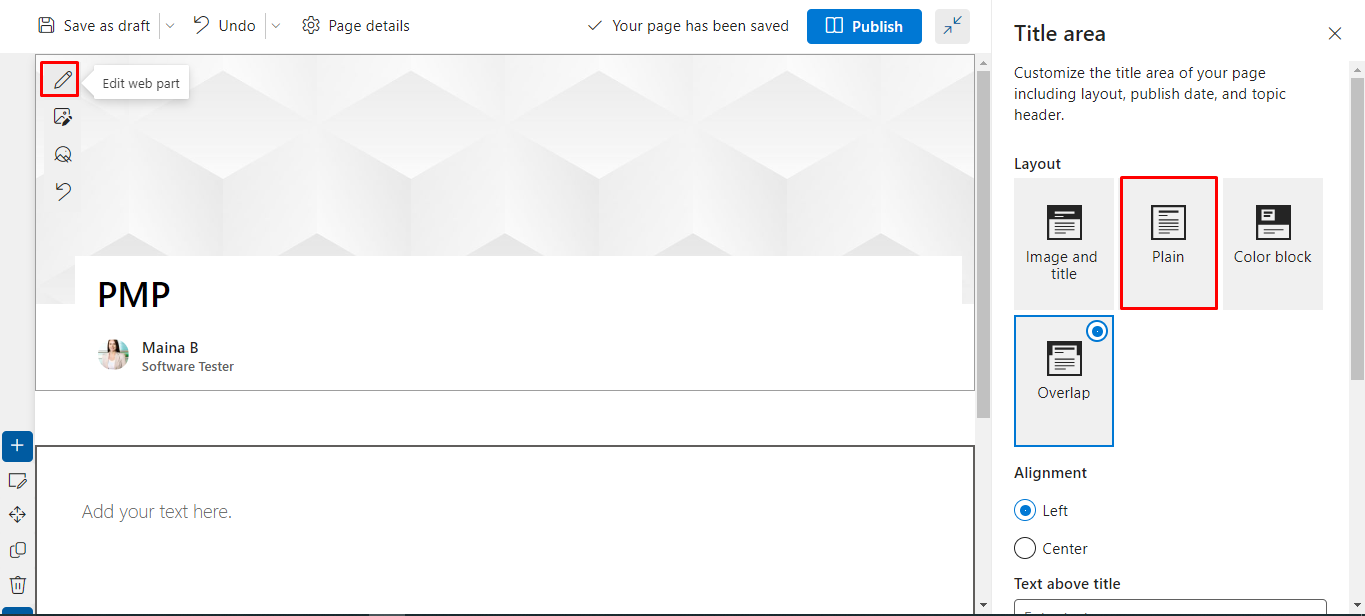 Save as draft
Undo
Page details
Your page has been saved
Publish
Edit web part
PMP
Maina B
Software Tester
Add your text here.
Title area
Customize the title area of your page
including layout, publish date, and topic
header.
Layout
Image and
title
Plain
Color block
Overlap
Alignment
Left
Center
Text above title